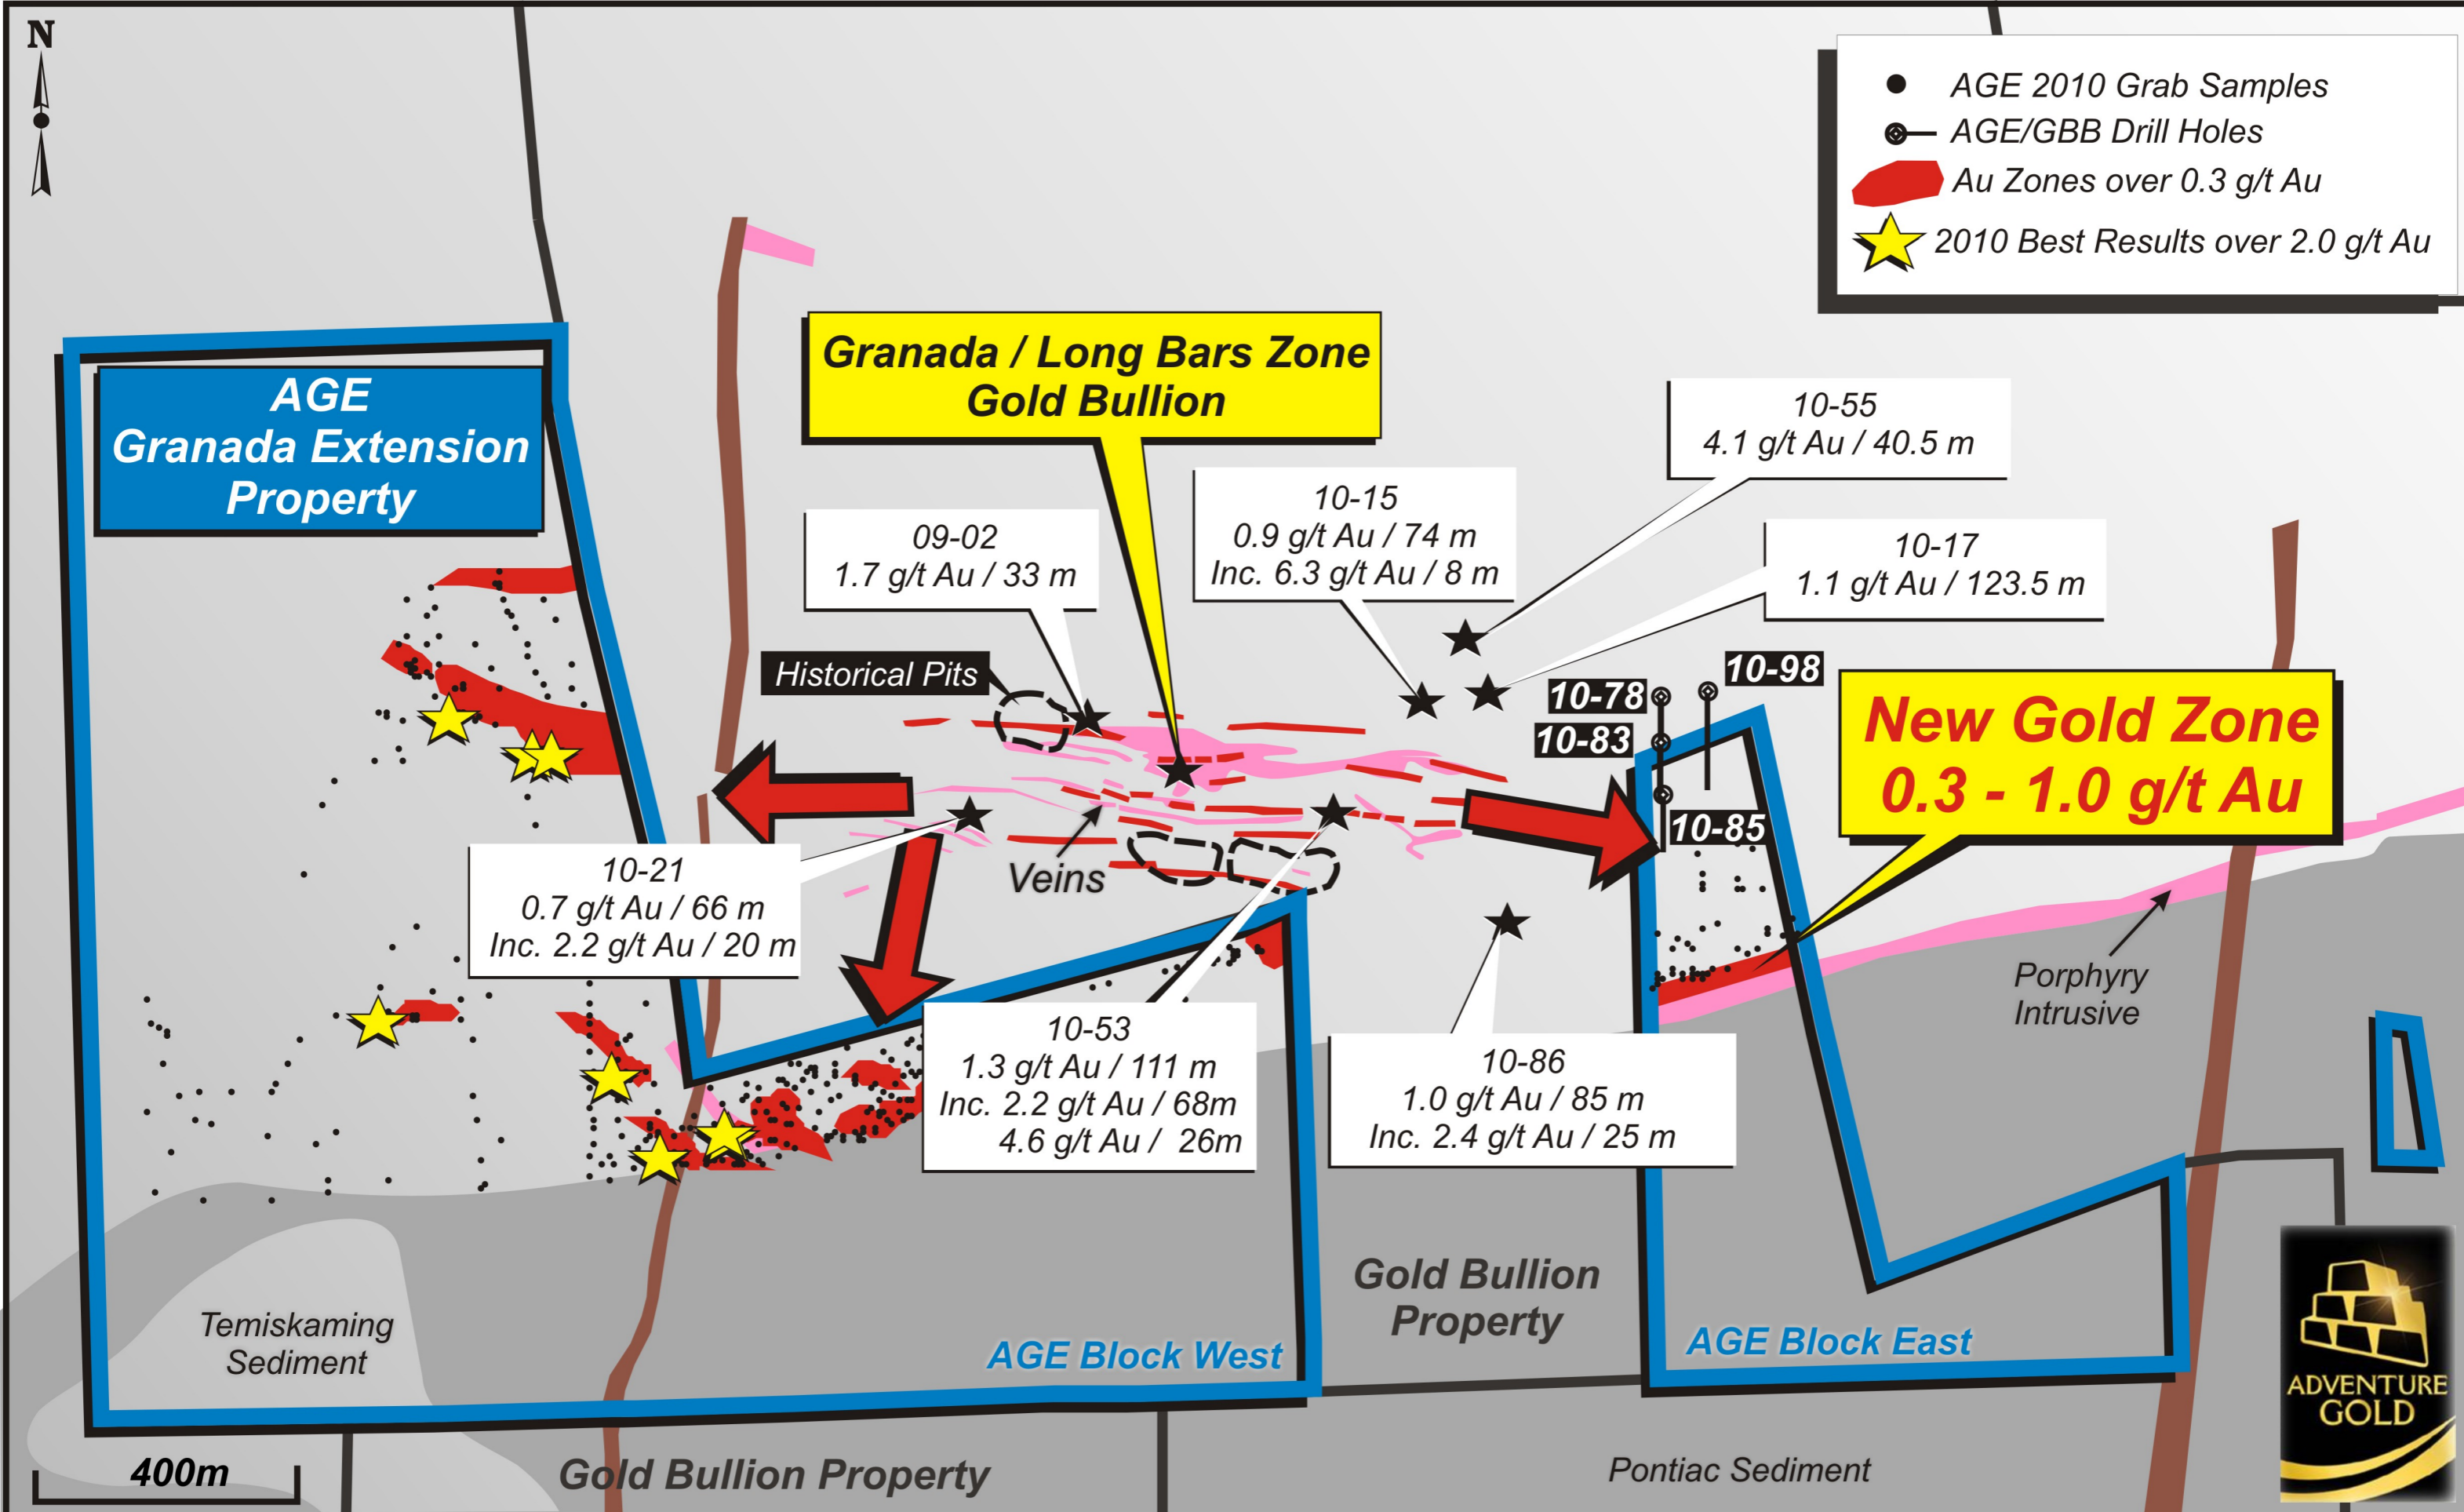 N
AGE 2010 Grab Samples
AGE/GBB Drill Holes
Au Zones over 0.3 g/t Au
2010 Best Results over 2.0 g/t Au
AGE
Granada Extension
Property
Granada / Long Bars Zone
Gold Bullion
10-55
4.1 g/t Au / 40.5 m
10-15
0.9 g/t Au / 74 m
Inc. 6.3 g/t Au / 8 m
09-02
1.7 g/t Au / 33 m
10-17
1.1 g/t Au / 123.5 m
Historical Pits
10-98
10-78
10-83
New Gold Zone
0.3 - 1.0 g/t Au
10-85
10-21
0.7 g/t Au / 66 m
Inc. 2.2 g/t Au / 20 m
Veins
Porphyry
Intrusive
10-53
1.3 g/t Au / 111 m
Inc. 2.2 g/t Au / 68m
4.6 g/t Au / 26m
10-86
1.0 g/t Au / 85 m
Inc. 2.4 g/t Au / 25 m
Gold Bullion
Property
Temiskaming
Sediment
AGE Block West
AGE Block East
ADVENTURE
GOLD
400m
Gold Bullion Property
Pontiac Sediment